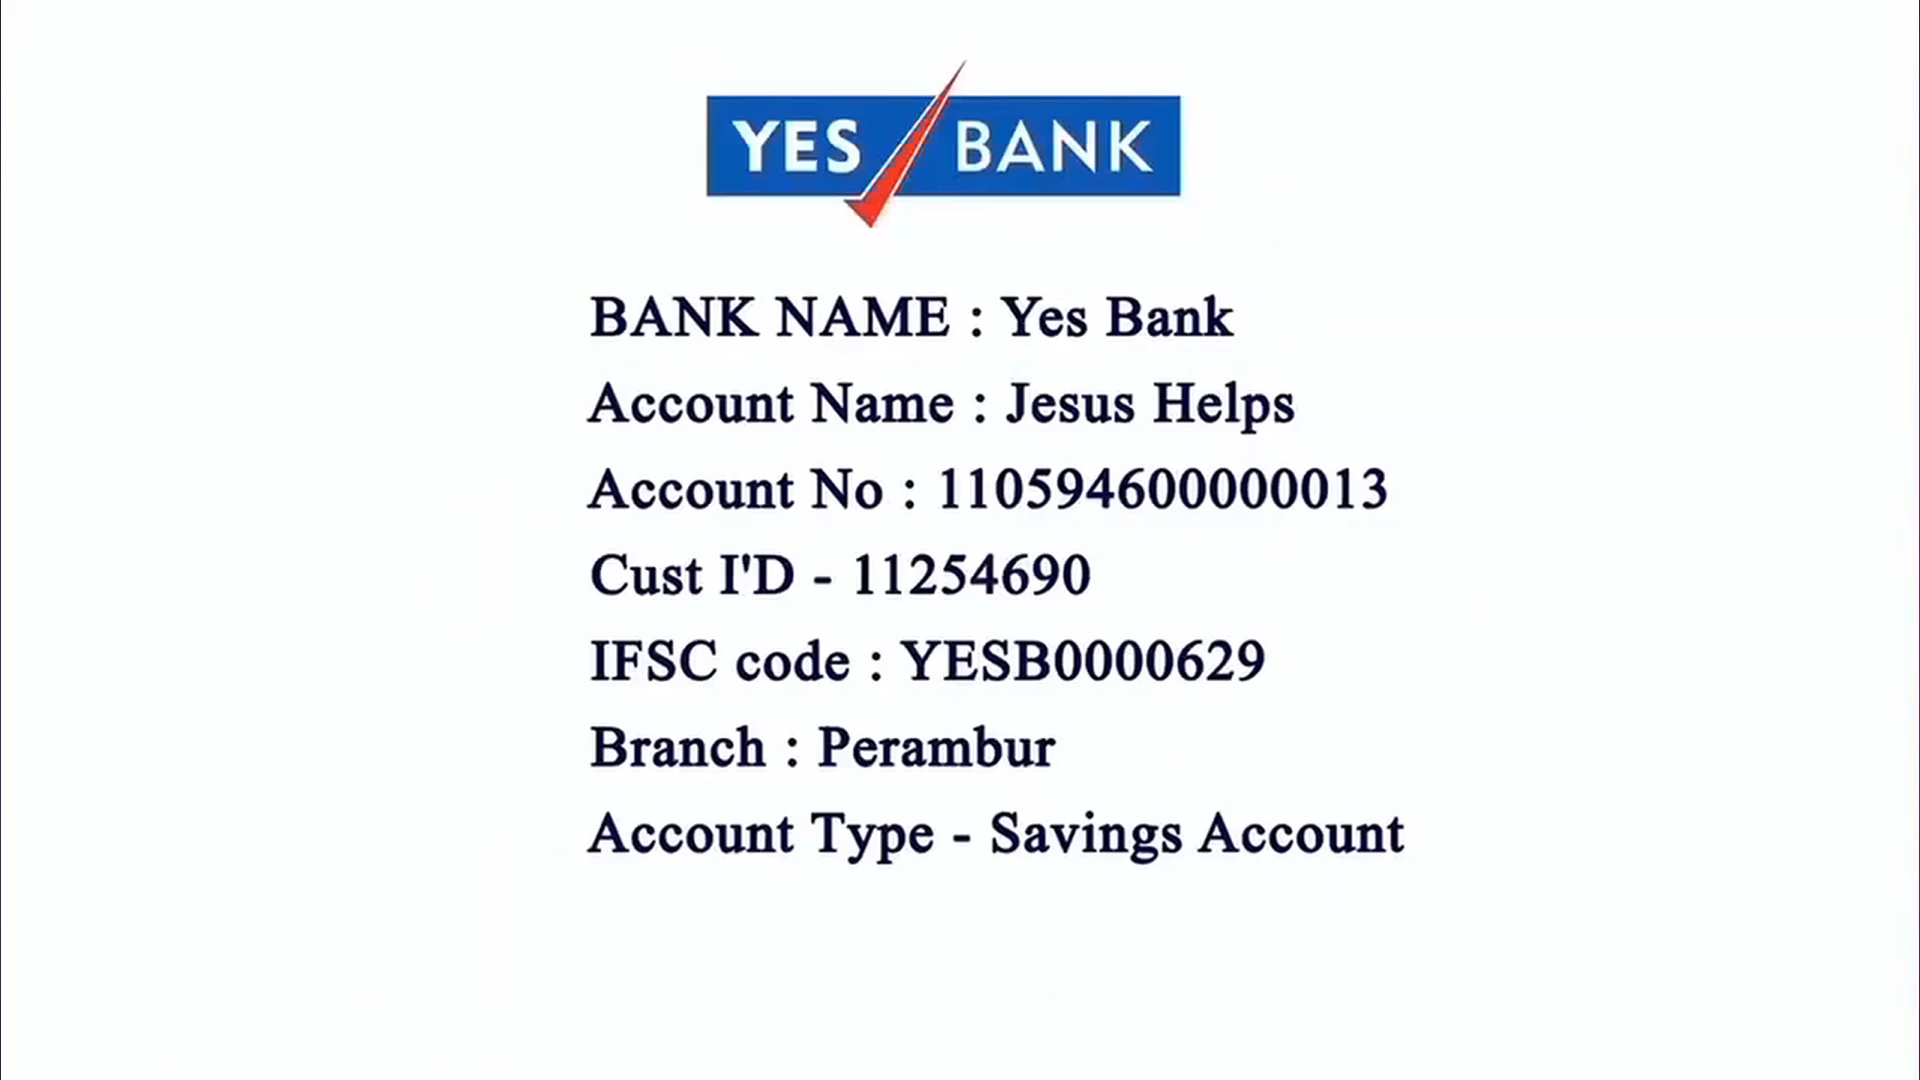 YES BANK
BANK NAME : Yes Bank
Account Name : Jesus Helps
Account No : 110594600000013
Cust I'D - 11254690
IFSC code : YESB0000629
Branch : Perambur
Account Type - Savings Account